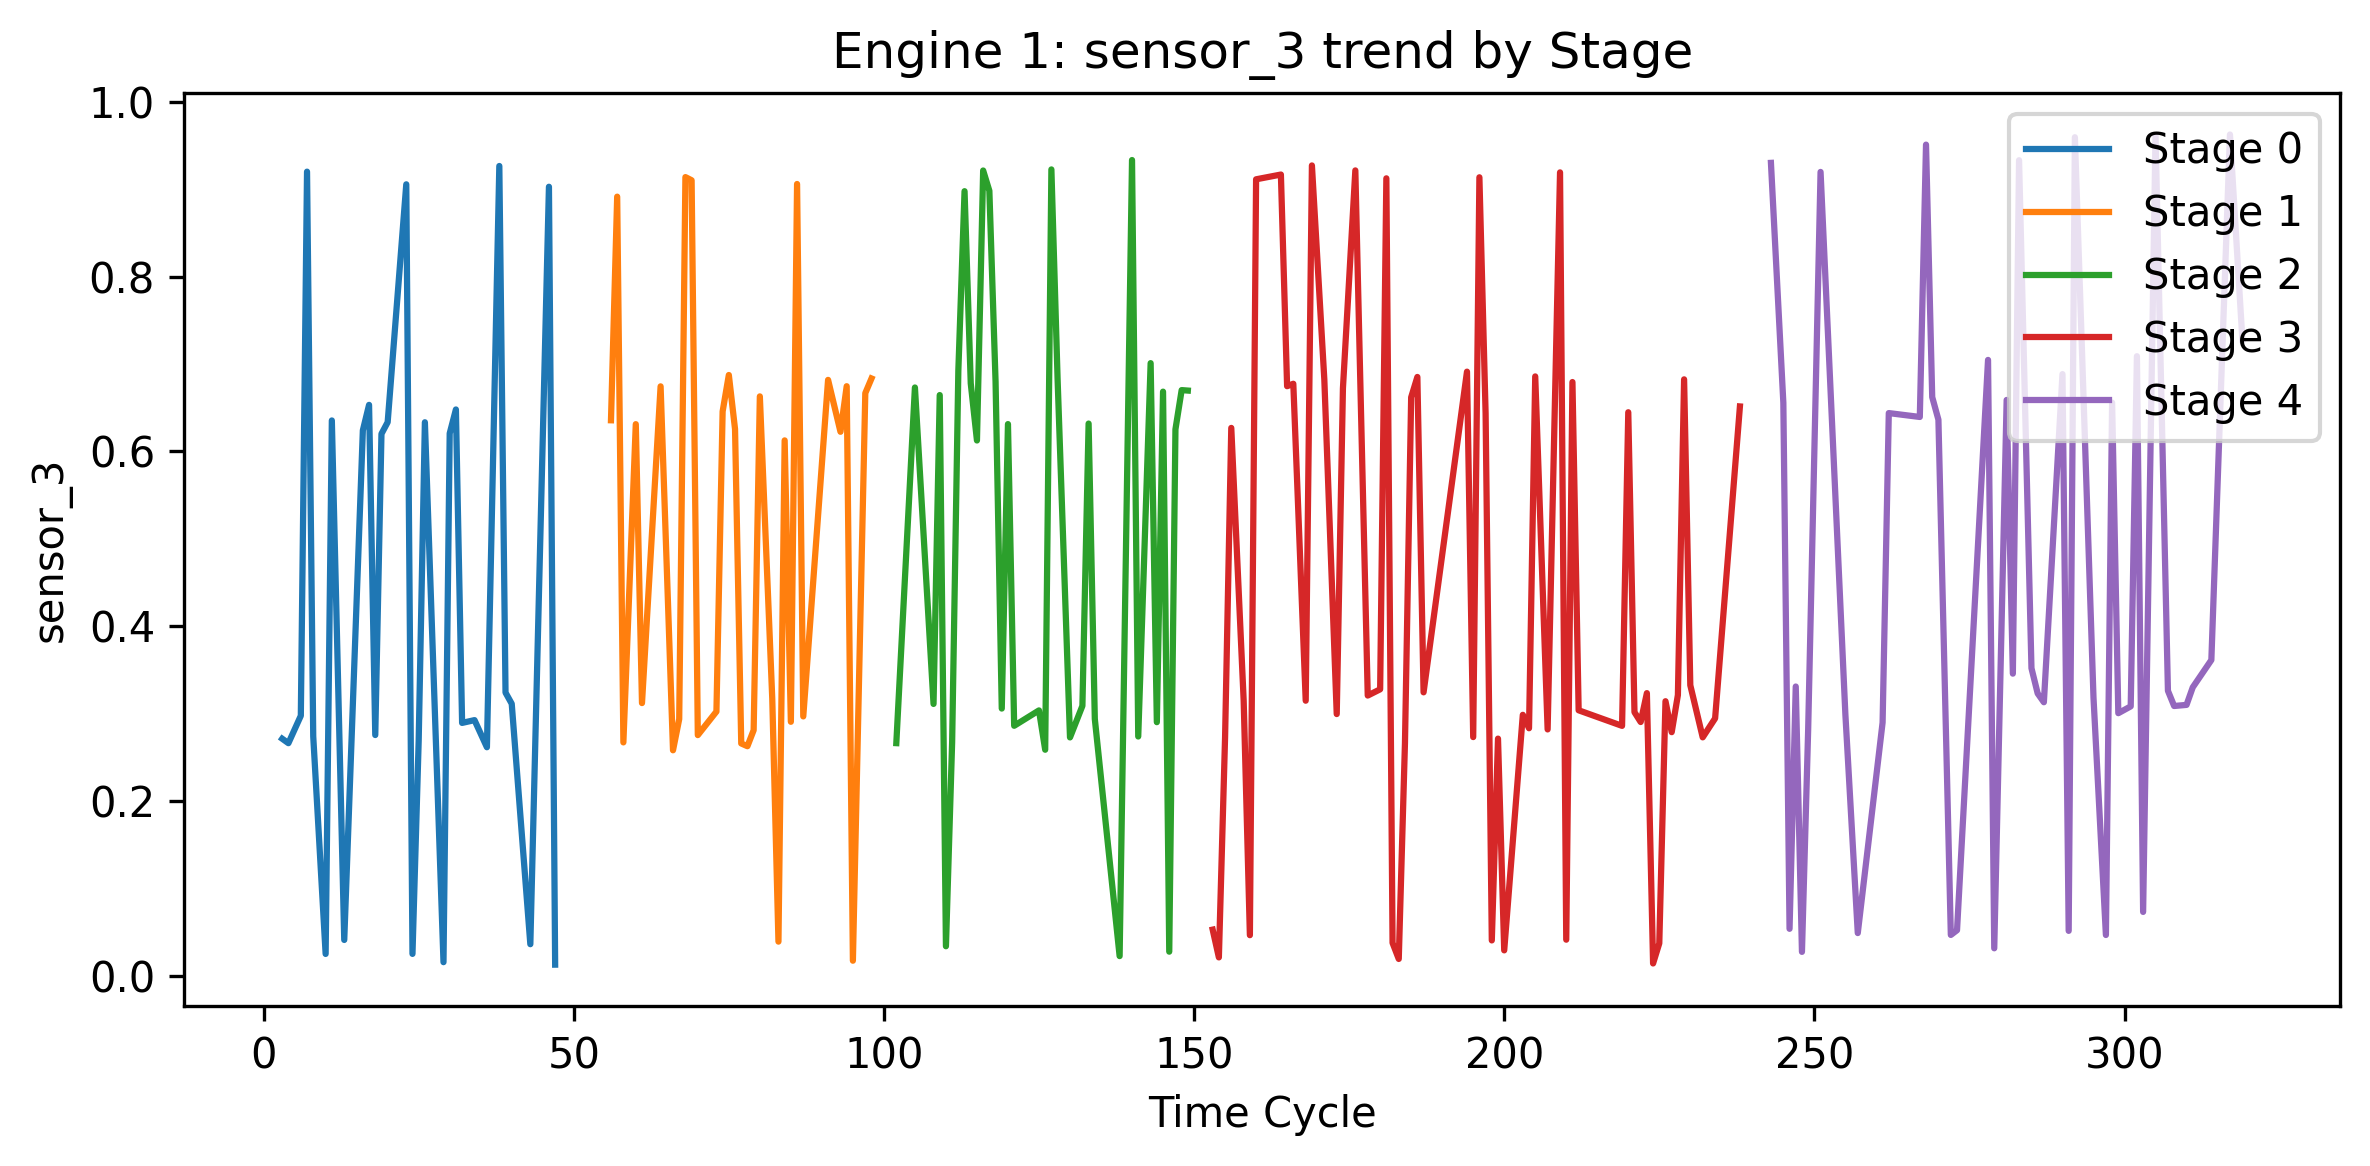 Engine 1: sensor_3 trend by Stage
1.0
0.8
0.6
0.4
0.2
0.0
sensor_3
Stage 0
Stage 1
Stage 2
Stage 3
Stage 4
0 50 100 150 200 250 300
Time Cycle